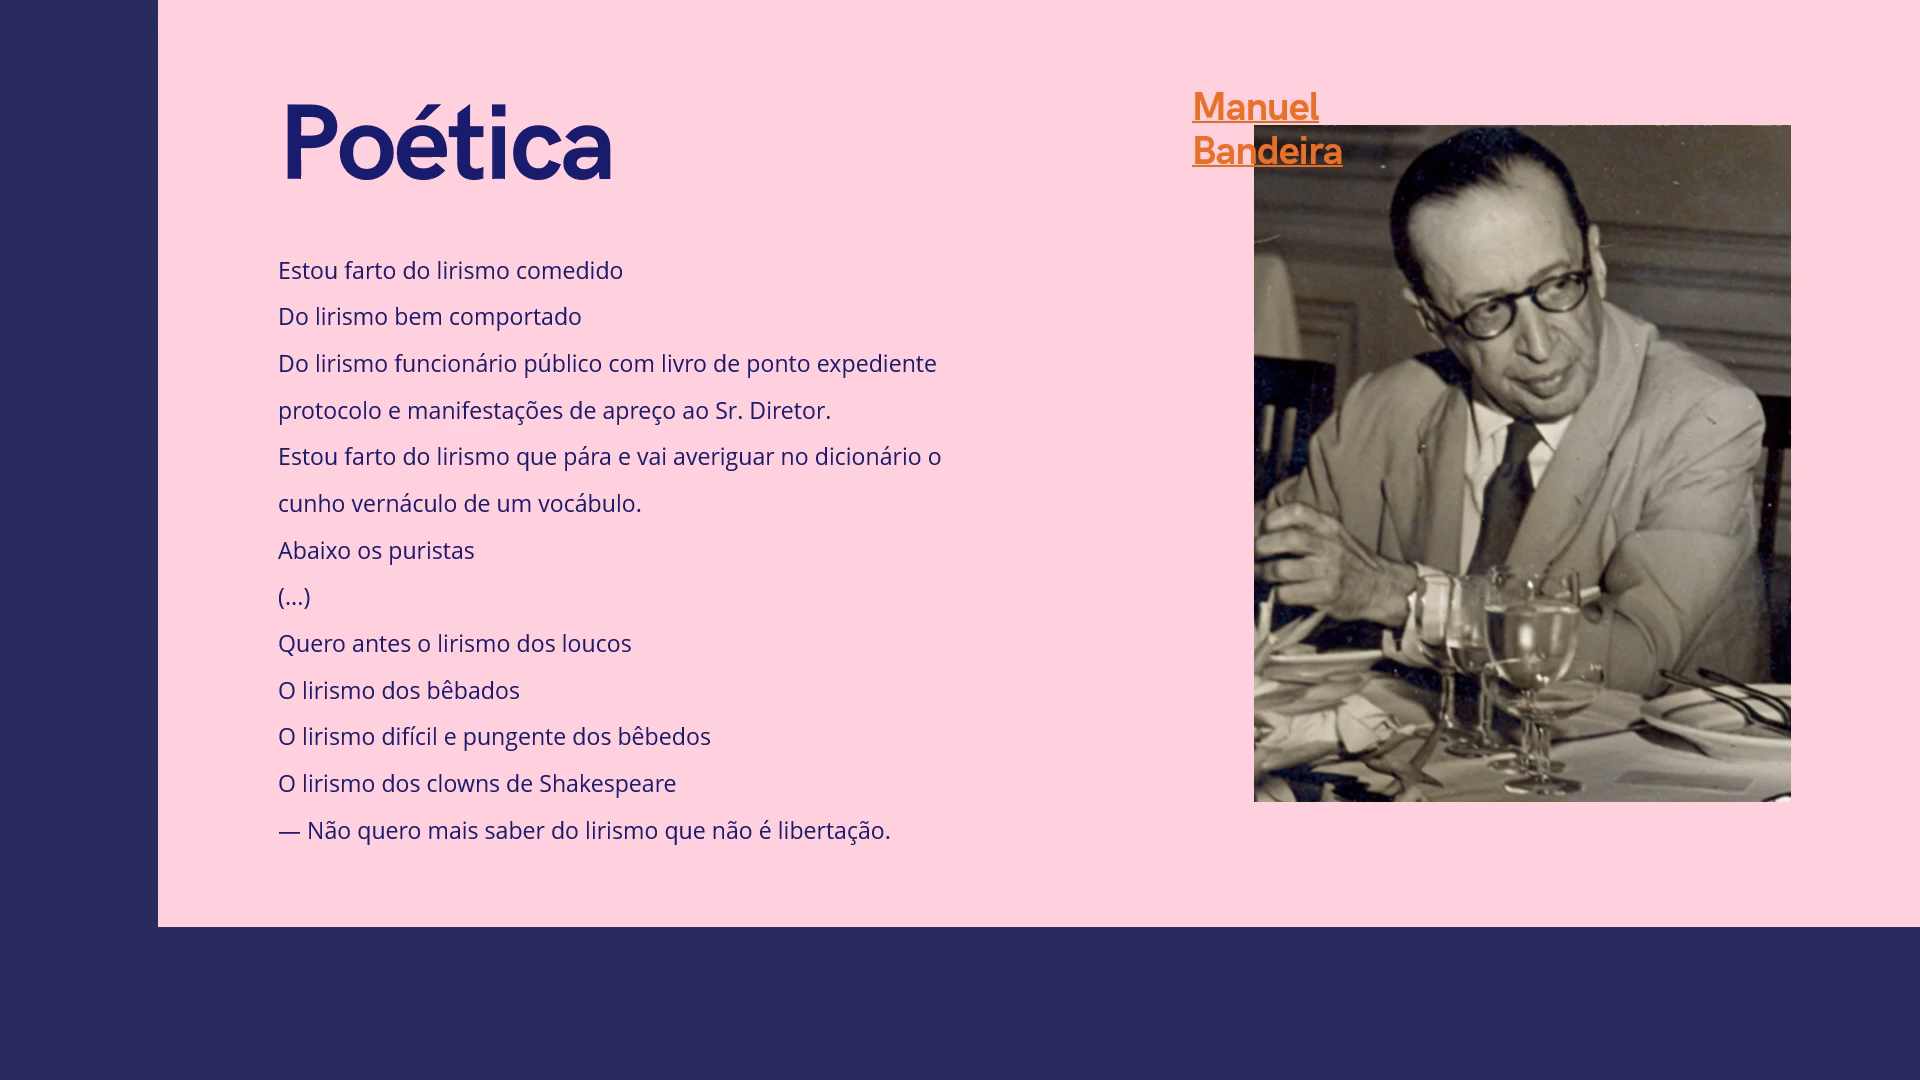 Poética
Manuel
Bandeira
Estou farto do lirismo comedido
Do lirismo bem comportado
Do lirismo funcionário público com livro de ponto expediente
protocolo e manifestações de apreço ao Sr. Diretor.
Estou farto do lirismo que pára e vai averiguar no dicionário o
cunho vernáculo de um vocábulo.
Abaixo os puristas
(...)
Quero antes o lirismo dos loucos
O lirismo dos bêbados
O lirismo difícil e pungente dos bêbedos
O lirismo dos clowns de Shakespeare
— Não quero mais saber do lirismo que não é libertação.